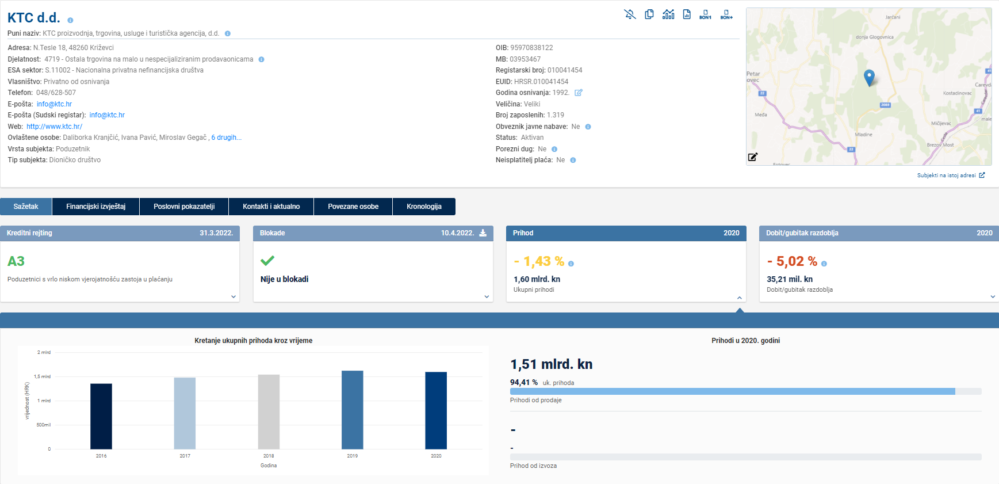 KTC d.d.
Puni naziv: KTC proizvodnja, trgovina, usluge i turistička agencija, d.d.
Adresa: N.Tesle 18, 48260 Križevci
Djelatnost: 4719 - Ostala trgovina na malo u nespecijaliziranim prodavaonicama
ESA sektor: S.11002 - Nacionalna privatna nefinancijska društva
Vlasništvo: Privatno od osnivanja
Telefon: 048/628-507
E-pošta: info@ktc.hr
E-pošta (Sudski registar): info@ktc.hr
Web: http://www.ktc.hr/
Ovlaštene osobe: Daliborka Kranjčić, Ivana Pavić, Miroslav Gegač , 6 drugih...
Vrsta subjekta: Poduzetnik
Tip subjekta: Dioničko društvo
BON1
BON+
OIB: 95970838122
MB: 03953467
Registarski broj: 010041454
EUID: HRSR.010041454
Godina osnivanja: 1992.
Veličina: Veliki
Broj zaposlenih: 1.319
Obveznik javne nabave: Ne
Status: Aktivan
Porezni dug: Ne
Neisplatitelj plaća: Ne
Jarčani
donja Glogovnica
Petar
ovec
22
41
Carevda
Kostadinovac
2089
41
Međa
male
Mičijevac
Mladine
Cesta
Brezov Most
22
Erdovec
Subjekti na istoj adresi
Sažetak
Financijski izvještaj
Poslovni pokazatelji
Kontakti i aktualno
Povezane osobe
Kronologija
Kreditni rejting 31.3.2022.
A3
Poduzetnici s vrlo niskom vjerojatnošću zastoja u plaćanju
Blokade 10.4.2022.
Nije u blokadi
Prihod 2020
- 1,43 %
1,60 mlrd. kn
Ukupni prihodi
Dobit/gubitak razdoblja 2020
- 5,02 %
35,21 mil. kn
Dobit/gubitak razdoblja
Kretanje ukupnih prihoda kroz vrijeme
2 mlrd
1,5 mlrd
1 mlrd
500mil
0
vrijednost (HRK)
2016 2017 2018 2019 2020
Godina
Prihodi u 2020. godini
1,51 mlrd. kn
94,41 % uk. prihoda
Prihodi od prodaje
-
-
Prihod od izvoza